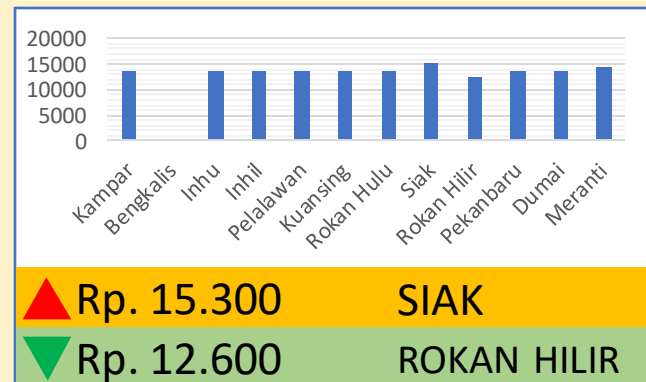 20000
15000
10000
5000
0
Kampar
Bengkalis
Inhu
Inhil
Pelalawan
Kuansing
Rokan Hulu
Siak
Rokan Hilir
Pekanbaru
Dumai
Meranti
Rp. 15.300 SIAK
Rp. 12.600 ROKAN HILIR